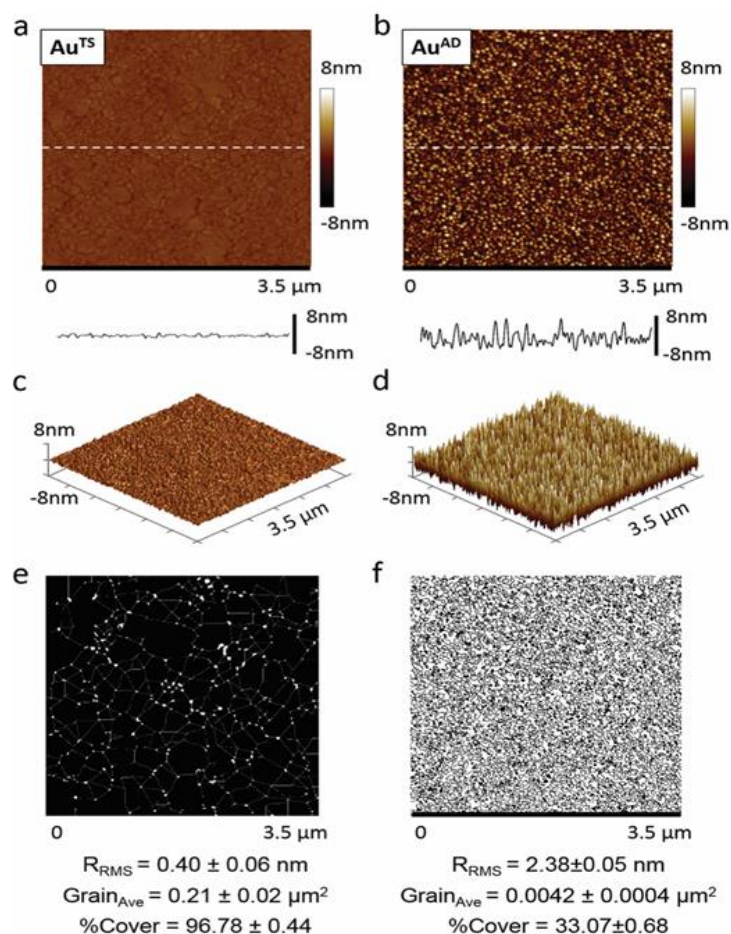 a
Au^TS
8nm
-8nm
0 3.5 μm
8nm
-8nm
b
Au^AD
8nm
-8nm
0 3.5 μm
8nm
-8nm
c
8nm
-8nm
3.5 μm
d
8nm
-8nm
3.5 μm
e
0 3.5 μm
R_RMS = 0.40 ± 0.06 nm
Grain_Ave = 0.21 ± 0.02 μm²
%Cover = 96.78 ± 0.44
f
0 3.5 μm
R_RMS = 2.38±0.05 nm
Grain_Ave = 0.0042 ± 0.0004 μm²
%Cover = 33.07±0.68